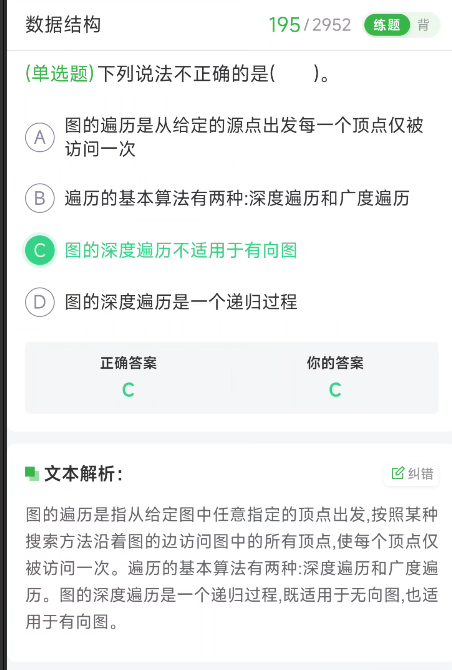 数据结构 195/2952 练题 背
(单选题)下列说法不正确的是(　　)。
A 图的遍历是从给定的源点出发每一个顶点仅被
访问一次
B 遍历的基本算法有两种:深度遍历和广度遍历
C 图的深度遍历不适用于有向图
D 图的深度遍历是一个递归过程
正确答案 你的答案
C C
文本解析: 纠错
图的遍历是指从给定图中任意指定的顶点出发,按照某种
搜索方法沿着图的边访问图中的所有顶点,使每个顶点仅
被访问一次。遍历的基本算法有两种:深度遍历和广度遍
历。图的深度遍历是一个递归过程,既适用于无向图,也适
用于有向图。